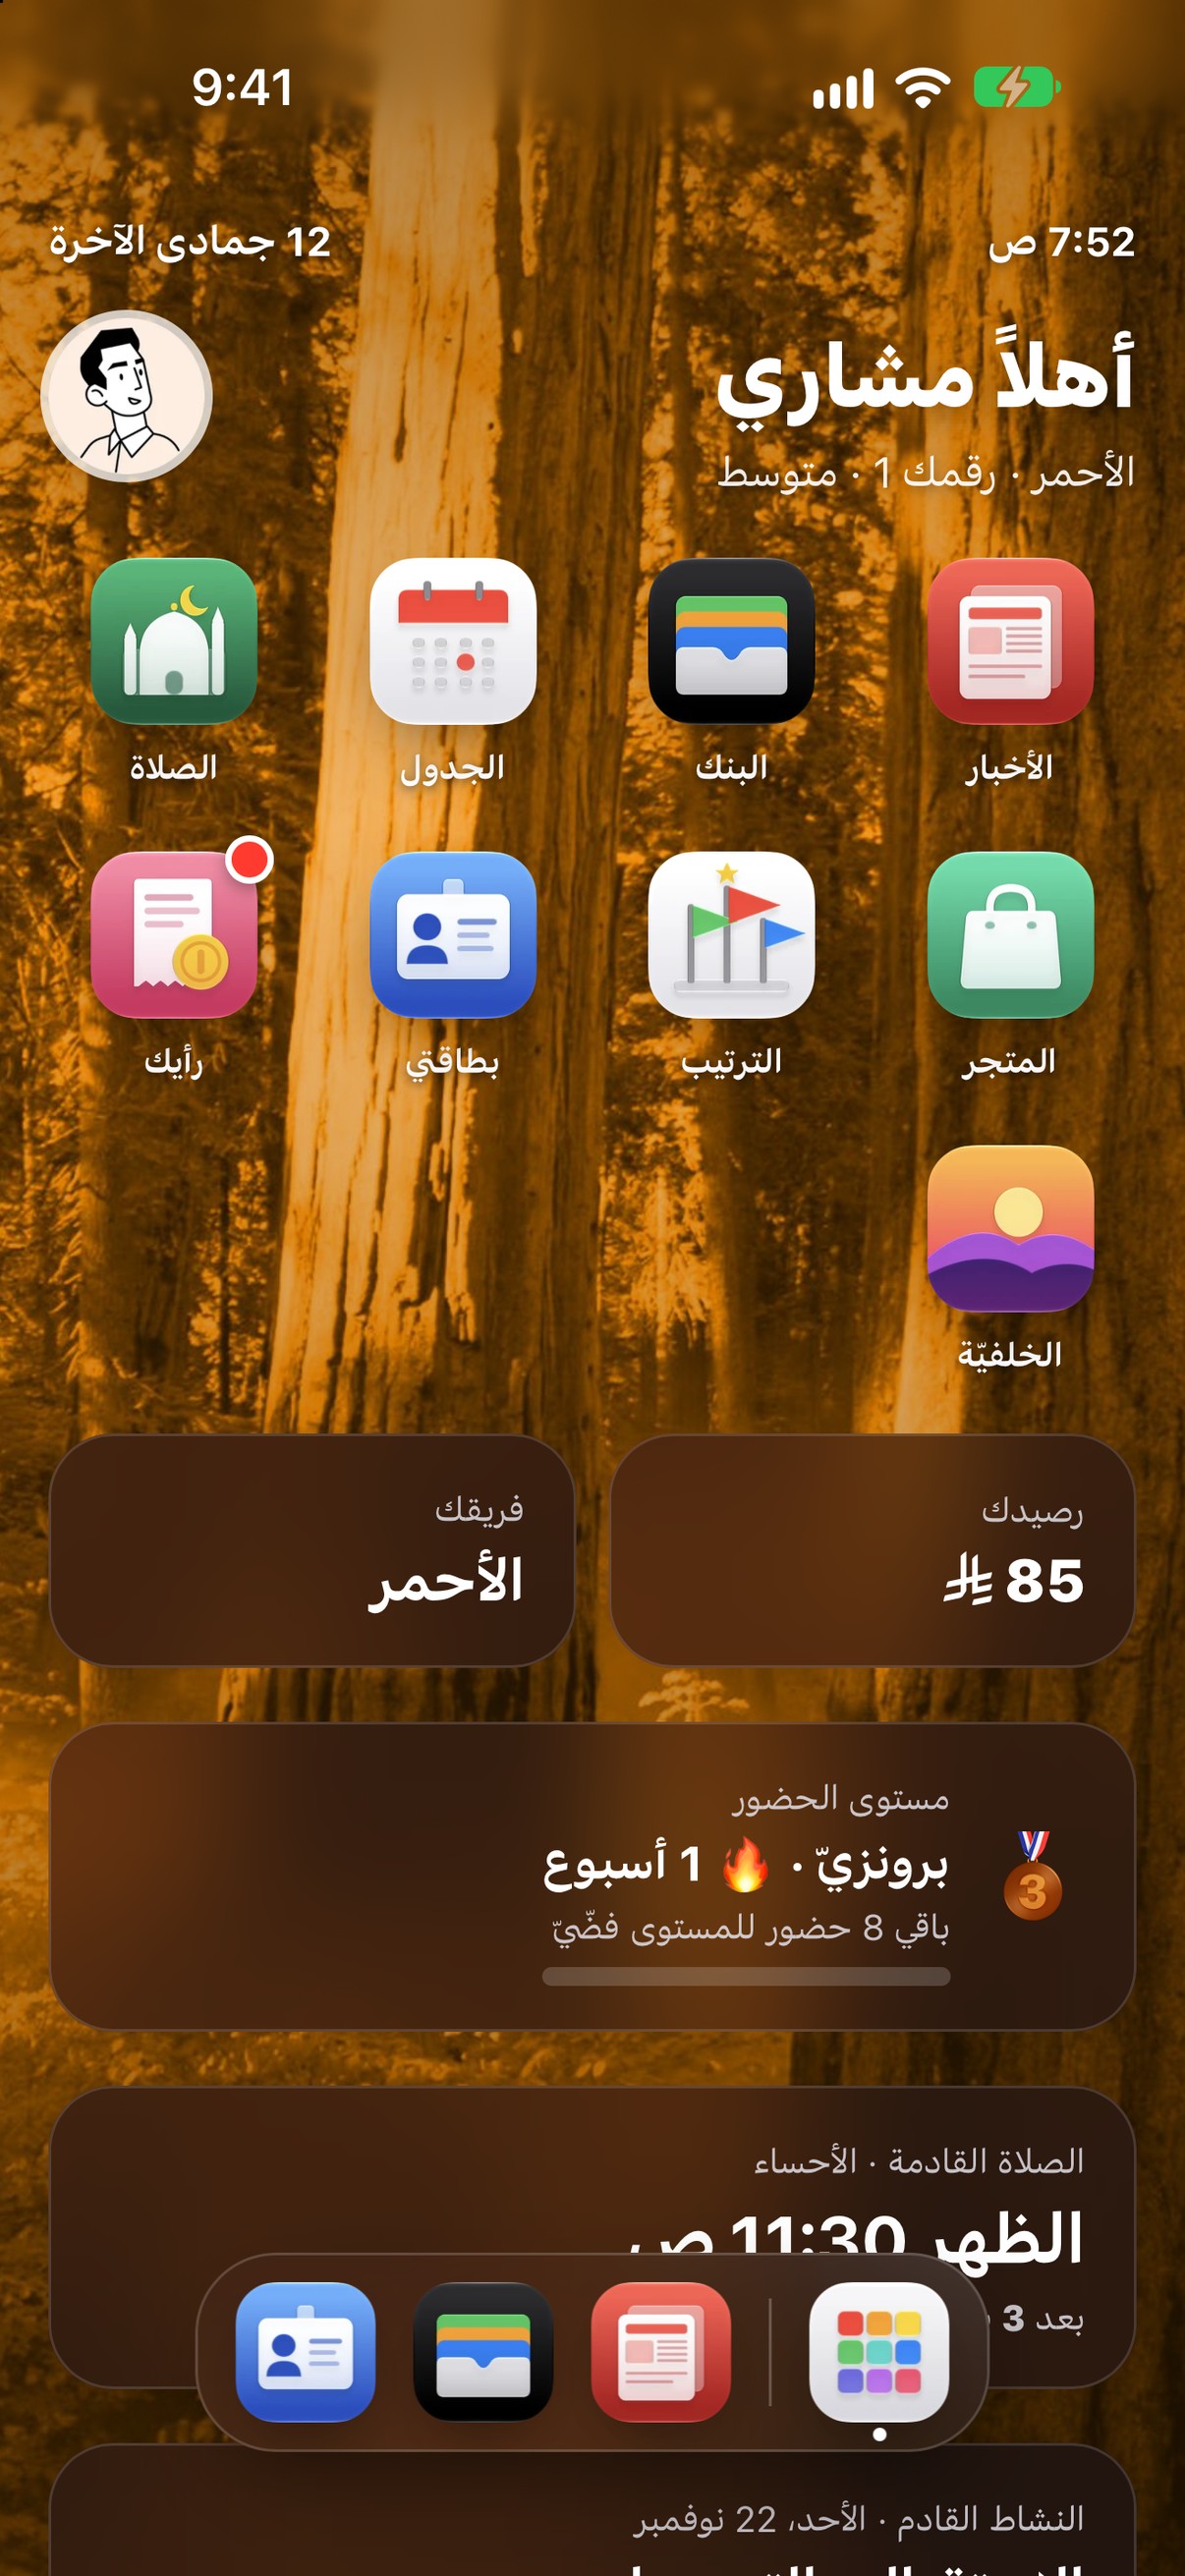 9:41
7:52 ص
12 جمادى الآخرة
أهلاً مشاري
الأحمر · رقمك 1 · متوسط
الأخبار
البنك
الجدول
الصلاة
المتجر
الترتيب
بطاقتي
رأيك
الخلفيّة
رصيدك
85 ⃁
فريقك
الأحمر
مستوى الحضور
برونزيّ · 🔥 1 أسبوع
باقي 8 حضور للمستوى فضّيّ
3
الصلاة القادمة · الأحساء
الظهر 11:30 ص
بعد 3
النشاط القادم · الأحد، 22 نوفمبر